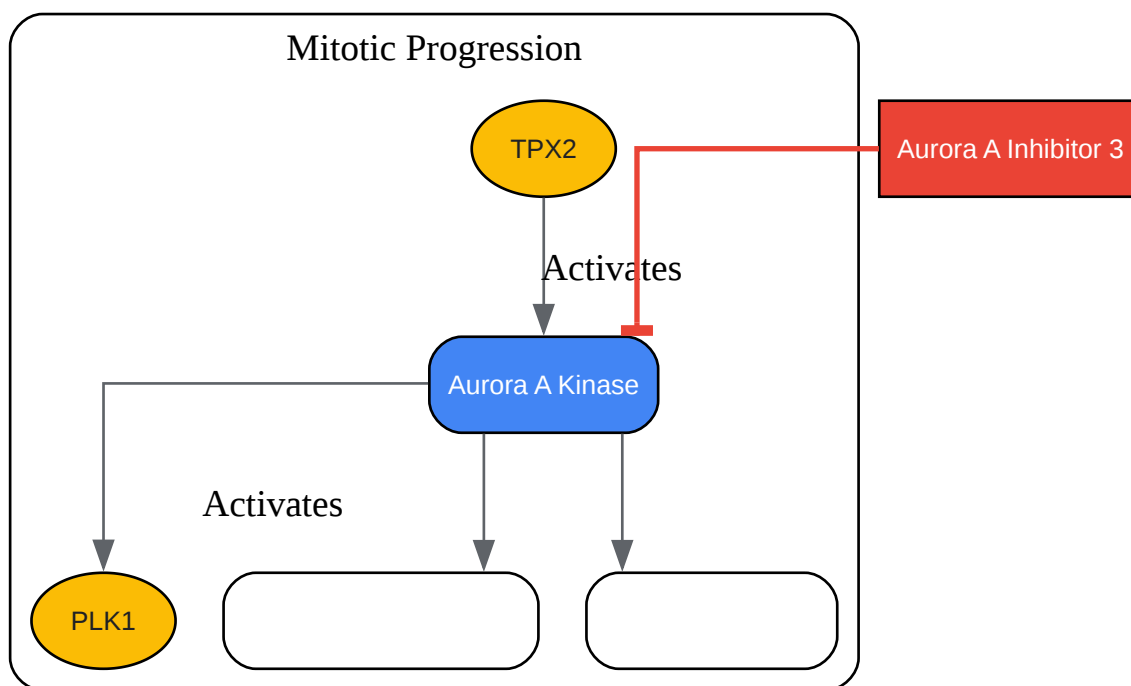 Mitotic Progression
TPX2
Aurora A Inhibitor 3
Activates
Aurora A Kinase
Activates
PLK1